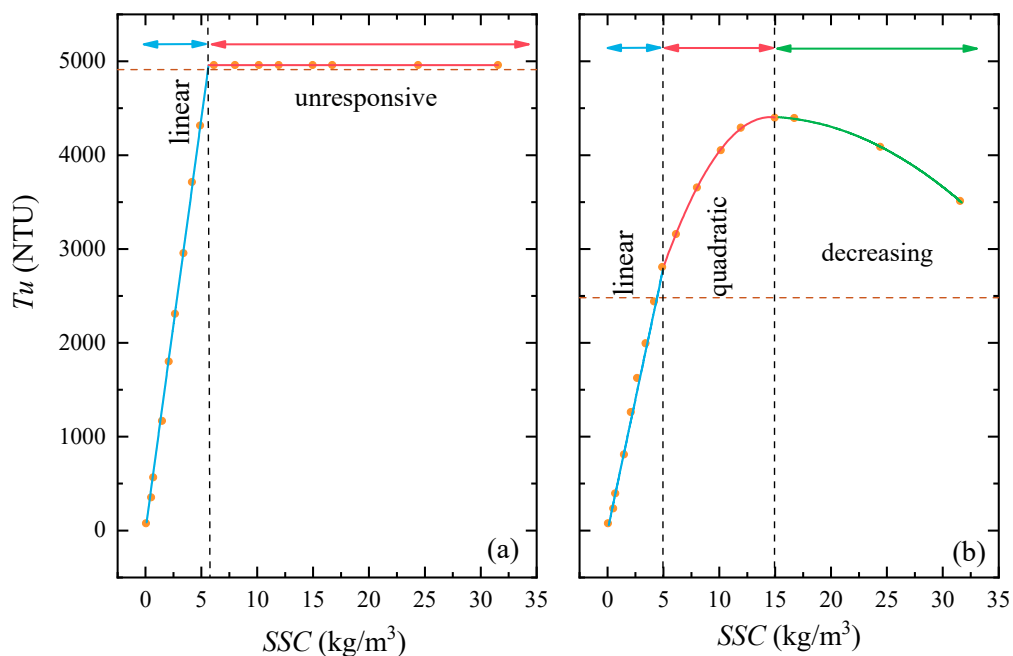 Tu (NTU)
5000
4000
3000
2000
1000
0
linear
unresponsive
(a)
0 5 10 15 20 25 30 35
SSC (kg/m³)
linear
quadratic
decreasing
(b)
0 5 10 15 20 25 30 35
SSC (kg/m³)